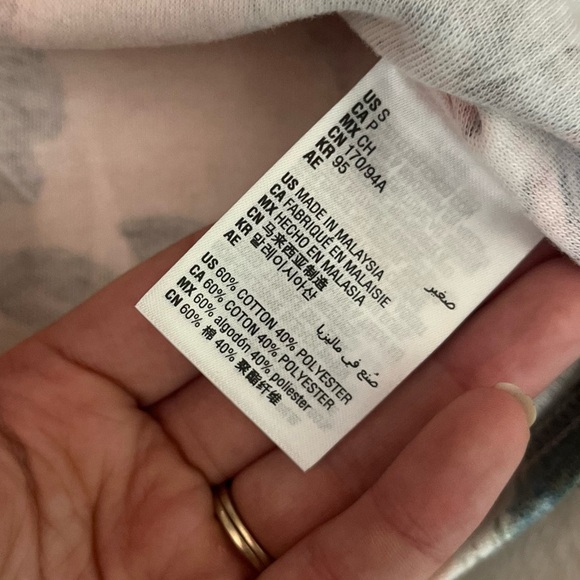 US S
CA P
MX CH
CN 170/94A
KR 95
AE صغير
US MADE IN MALAYSIA
CA FABRIQUÉ EN MALAISIE
MX HECHO EN MALASIA
CN 马来西亚制造
KR 말레이시아산
AE صُنع في ماليزيا
US 60% COTTON 40% POLYESTER
CA 60% COTON 40% POLYESTER
MX 60% algodón 40% poliester
CN 60% 棉 40% 聚酯纤维